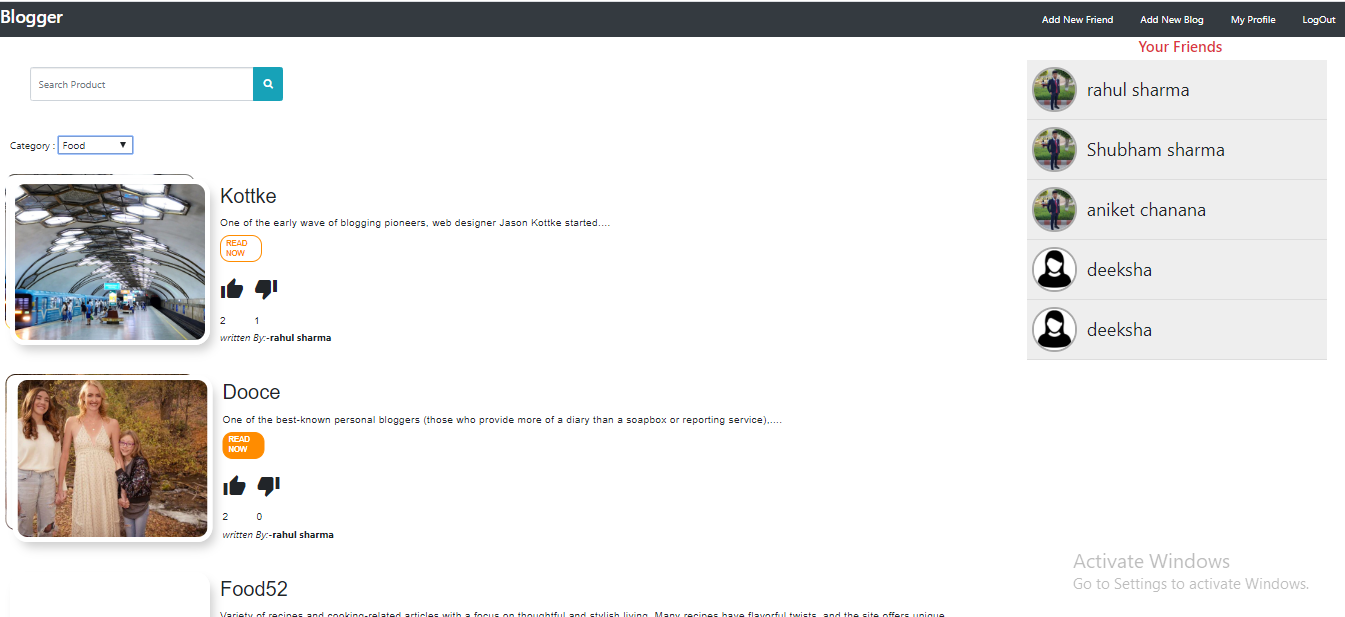 Blogger
Add New Friend
Add New Blog
My Profile
LogOut
Your Friends
Search Product
rahul sharma
Shubham sharma
aniket chanana
deeksha
deeksha
Category : Food
Kottke
One of the early wave of blogging pioneers, web designer Jason Kottke started....
READ
NOW
2 1
written By:-rahul sharma
Dooce
One of the best-known personal bloggers (those who provide more of a diary than a soapbox or reporting service),....
READ
NOW
2 0
written By:-rahul sharma
Food52
Variety of recipes and cooking-related articles with a focus on thoughtful and stylish living. Many recipes have flavorful twists, and the site offers unique
Activate Windows
Go to Settings to activate Windows.